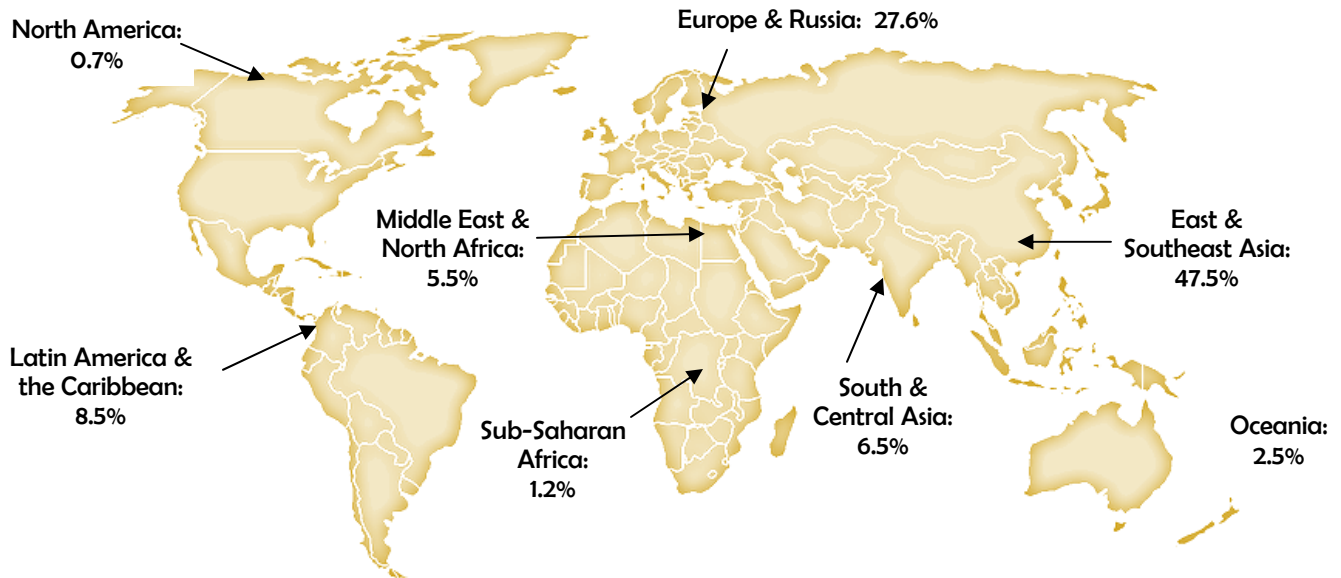 North America:
0.7%
Europe & Russia: 27.6%
Middle East &
North Africa:
5.5%
East &
Southeast Asia:
47.5%
Latin America &
the Caribbean:
8.5%
Sub-Saharan
Africa:
1.2%
South &
Central Asia:
6.5%
Oceania:
2.5%